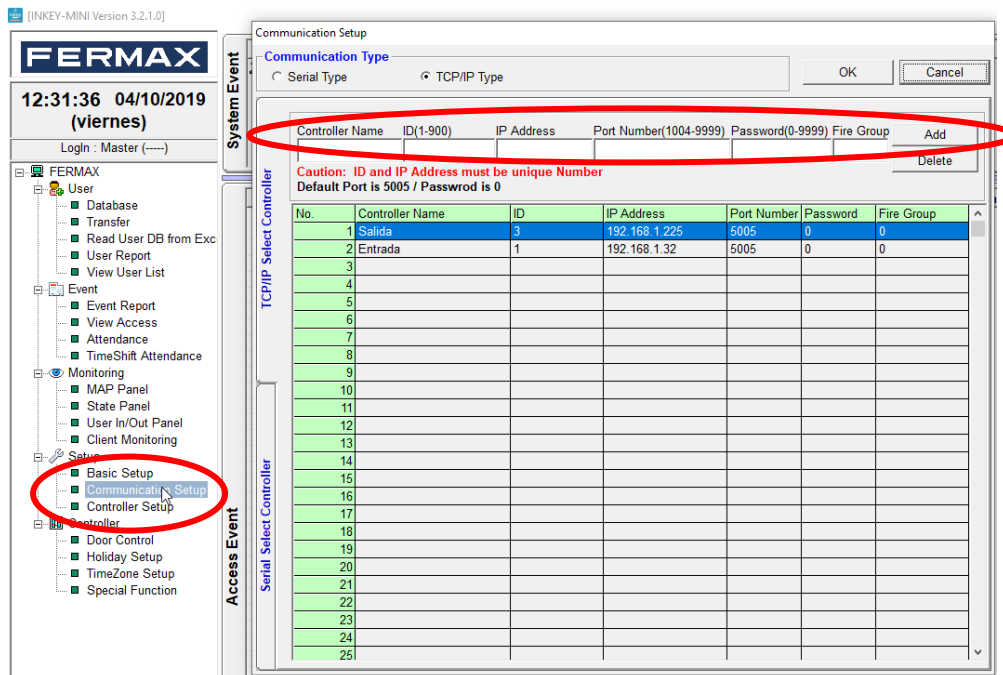 [INKEY-MINI Version 3.2.1.0]
FERMAX
12:31:36 04/10/2019
(viernes)
LogIn : Master (-----)
FERMAX
User
Database
Transfer
Read User DB from Exc
User Report
View User List
Event
Event Report
View Access
Attendance
TimeShift Attendance
Monitoring
MAP Panel
State Panel
User In/Out Panel
Client Monitoring
Setup
Basic Setup
Communication Setup
Controller Setup
Controller
Door Control
Holiday Setup
TimeZone Setup
Special Function
System Event
Access Event
Communication Setup
Communication Type
Serial Type TCP/IP Type
OK Cancel
TCP/IP Select Controller
Serial Select Controller
Controller Name ID(1-900) IP Address Port Number(1004-9999) Password(0-9999) Fire Group Add
Delete
Caution: ID and IP Address must be unique Number
Default Port is 5005 / Passwrod is 0
No. Controller Name ID IP Address Port Number Password Fire Group
1 Salida 3 192.168.1.225 5005 0 0
2 Entrada 1 192.168.1.32 5005 0 0
3
4
5
6
7
8
9
10
11
12
13
14
15
16
17
18
19
20
21
22
23
24
25